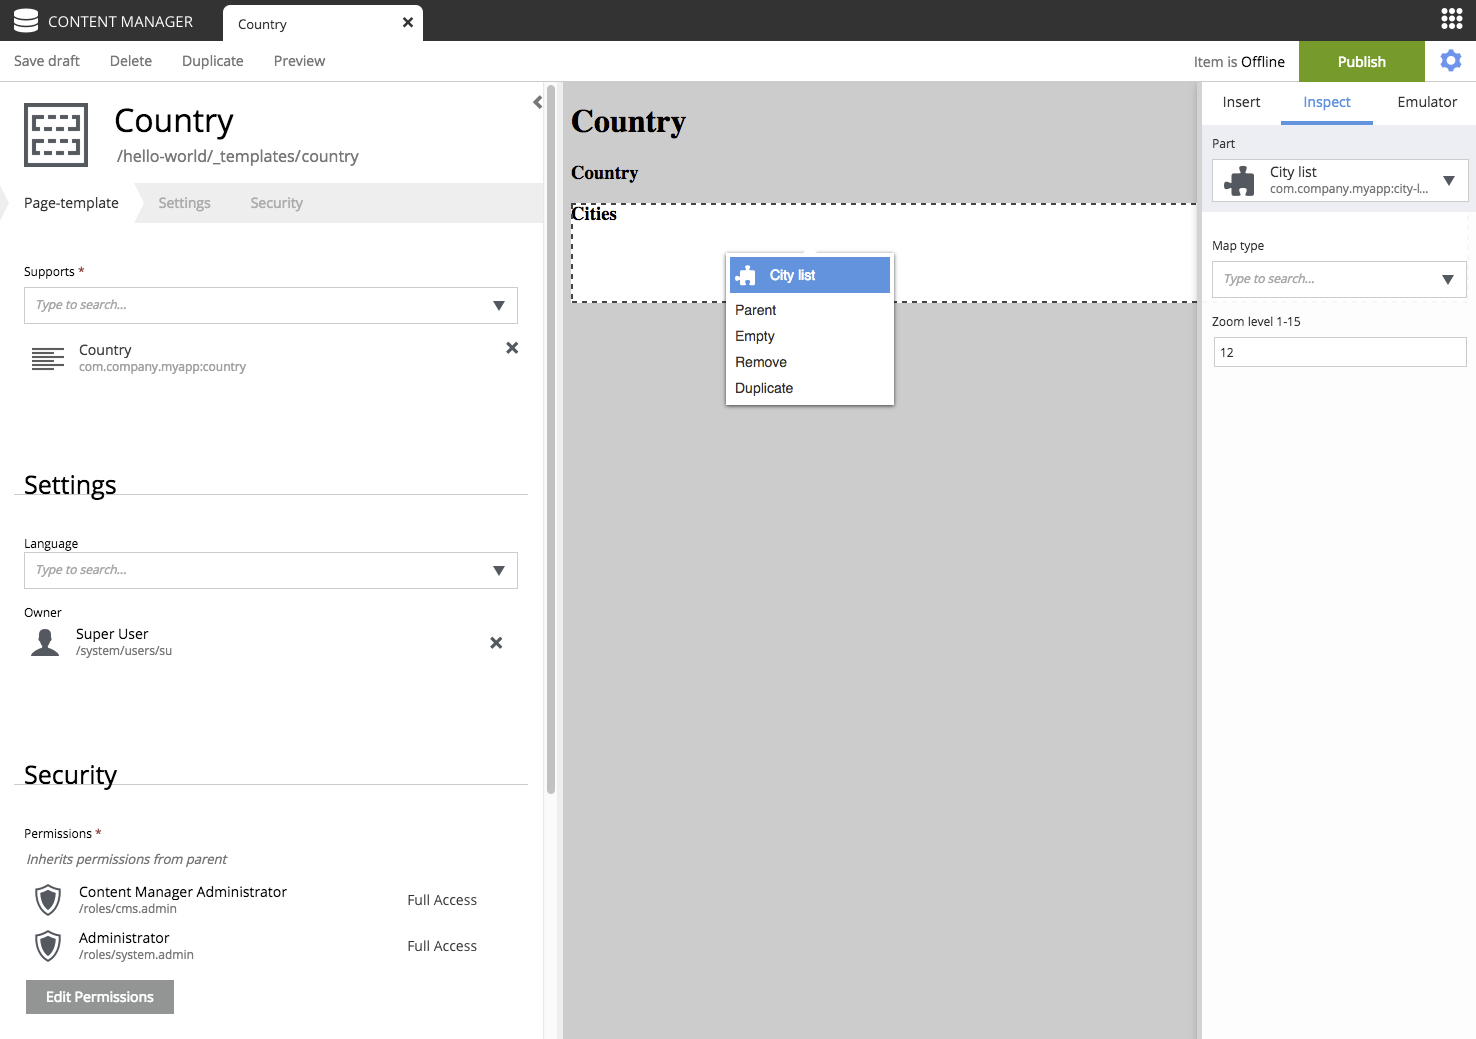 CONTENT MANAGER
Country
Save draft
Delete
Duplicate
Preview
Item is Offline
Publish
Country
/hello-world/_templates/country
Page-template
Settings
Security
Supports *
Type to search...
Country
com.company.myapp:country
Settings
Language
Type to search...
Owner
Super User
/system/users/su
Security
Permissions *
Inherits permissions from parent
Content Manager Administrator
/roles/cms.admin
Full Access
Administrator
/roles/system.admin
Full Access
Edit Permissions
Country
Country
Cities
City list
Parent
Empty
Remove
Duplicate
Insert
Inspect
Emulator
Part
City list
com.company.myapp:city-l...
Map type
Type to search...
Zoom level 1-15
12